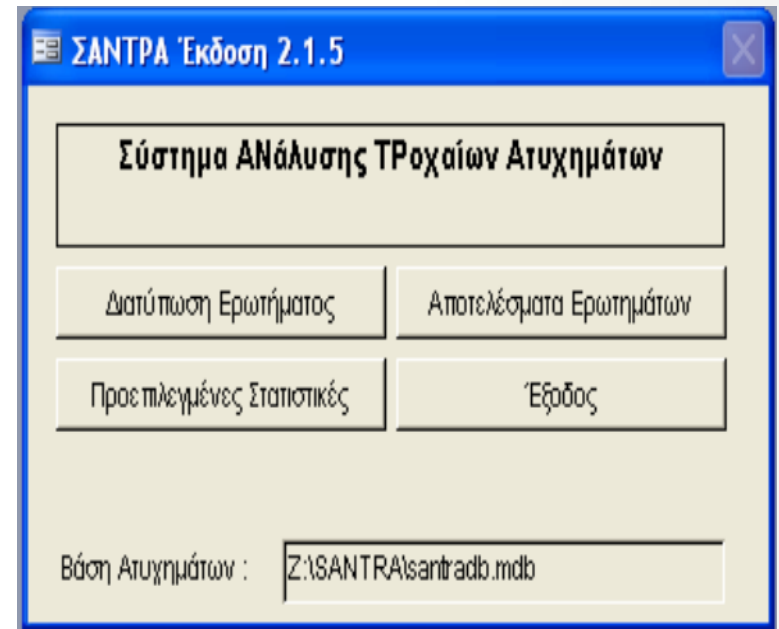 ΣΑΝΤΡΑ Έκδοση 2.1.5
Σύστημα ΑΝάλυσης ΤΡοχαίων Ατυχημάτων
Διατύπωση Ερωτήματος
Αποτελέσματα Ερωτημάτων
Προεπιλεγμένες Στατιστικές
Έξοδος
Βάση Ατυχημάτων : Z:\SANTRA\santradb.mdb